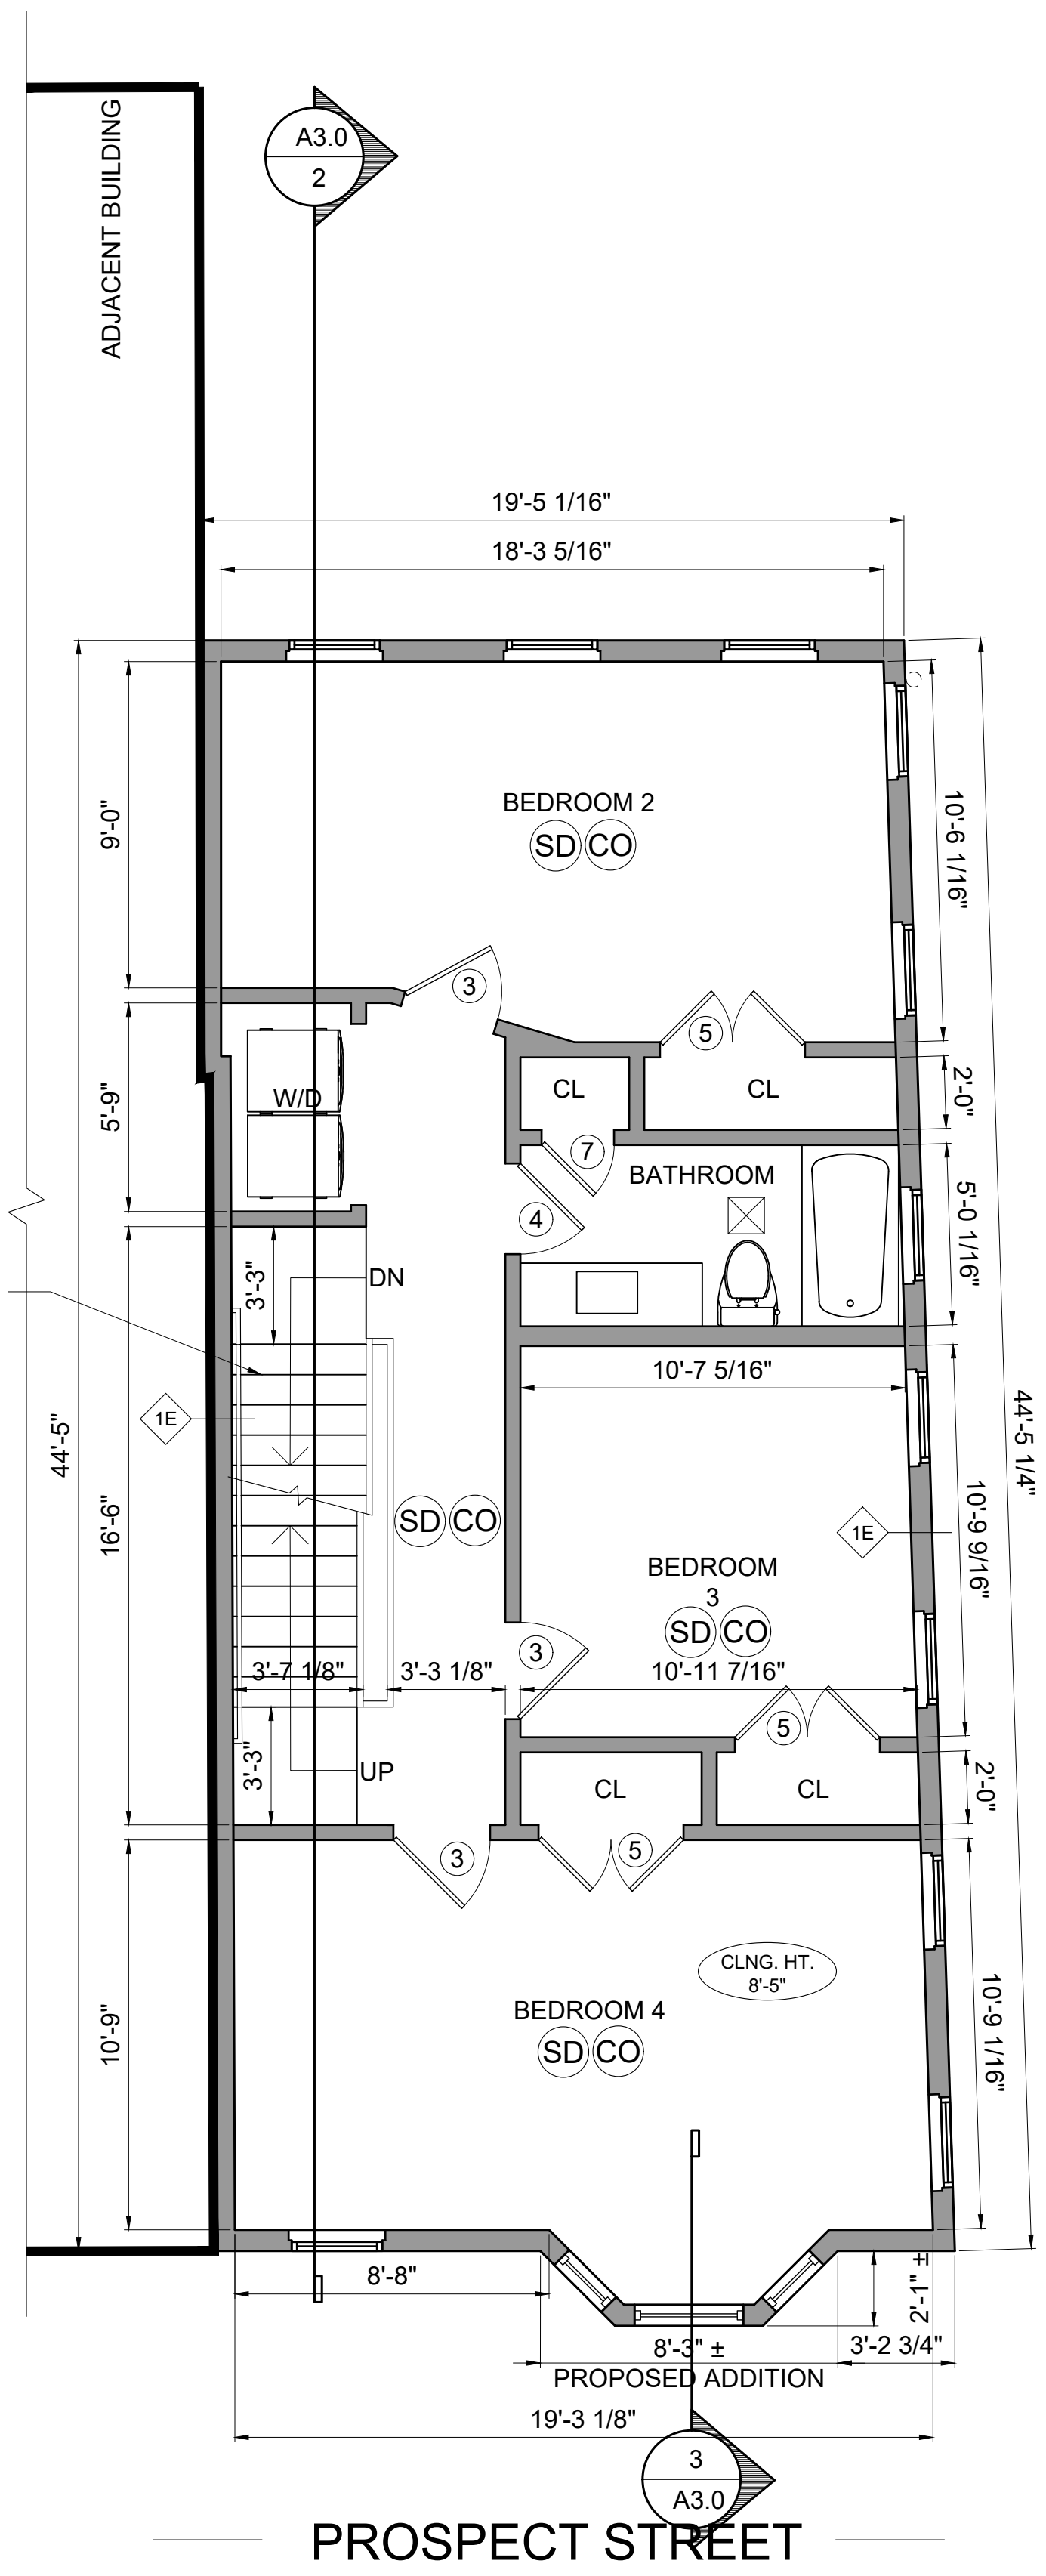 ADJACENT BUILDING
A3.0
2
19'-5 1/16"
18'-3 5/16"
9'-0"
BEDROOM 2
SD CO
10'-6 1/16"
3
5
5'-9"
W/D
CL
CL
2'-0"
7
BATHROOM
4
5'-0 1/16"
3'-3"
DN
10'-7 5/16"
44'-5"
1E
44'-5 1/4"
16'-6"
SD CO
1E
10'-9 9/16"
BEDROOM
3
SD CO
3
3'-7 1/8"
3'-3 1/8"
10'-11 7/16"
5
3'-3"
UP
CL
CL
2'-0"
3
5
CLNG. HT.
8'-5"
10'-9"
BEDROOM 4
SD CO
10'-9 1/16"
8'-8"
2'-1" ±
8'-3" ±
3'-2 3/4"
PROPOSED ADDITION
19'-3 1/8"
3
A3.0
PROSPECT STREET